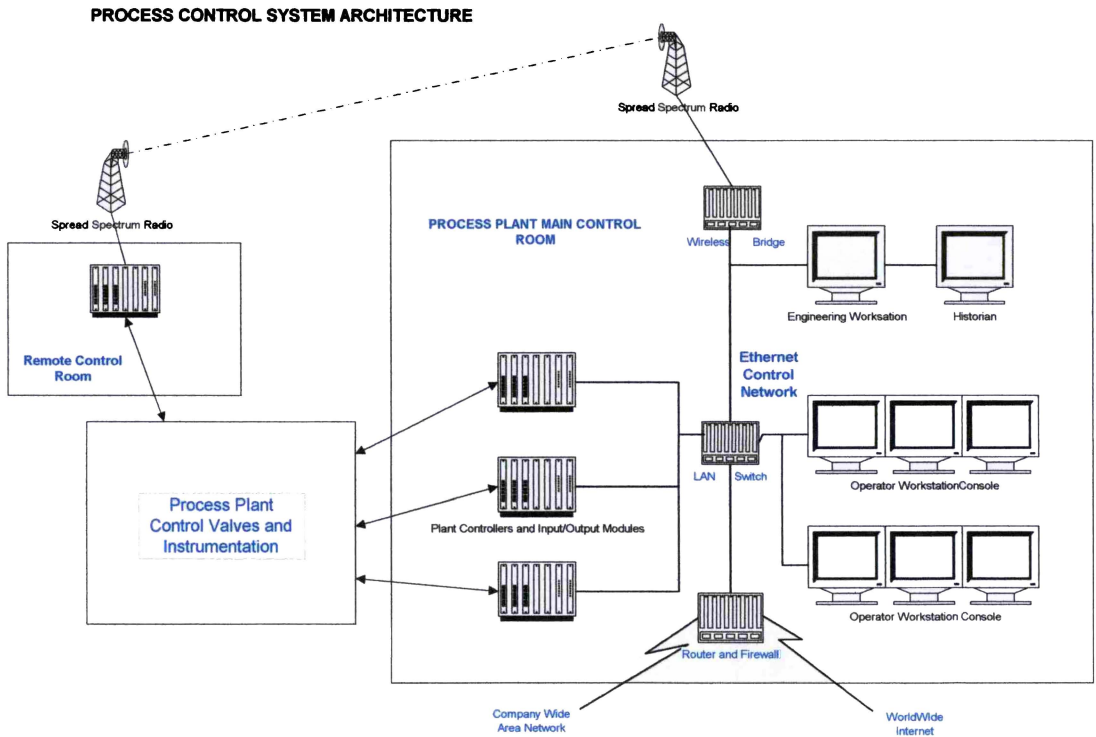 PROCESS CONTROL SYSTEM ARCHITECTURE
Spread Spectrum Radio
Spread Spectrum Radio
PROCESS PLANT MAIN CONTROL
ROOM
Wireless Bridge
Engineering Worksation
Historian
Remote Control
Room
Ethernet
Control
Network
LAN Switch
Operator WorkstationConsole
Process Plant
Control Valves and
Instrumentation
Plant Controllers and Input/Output Modules
Operator Workstation Console
Router and Firewall
Company Wide
Area Network
WorldWide
Internet